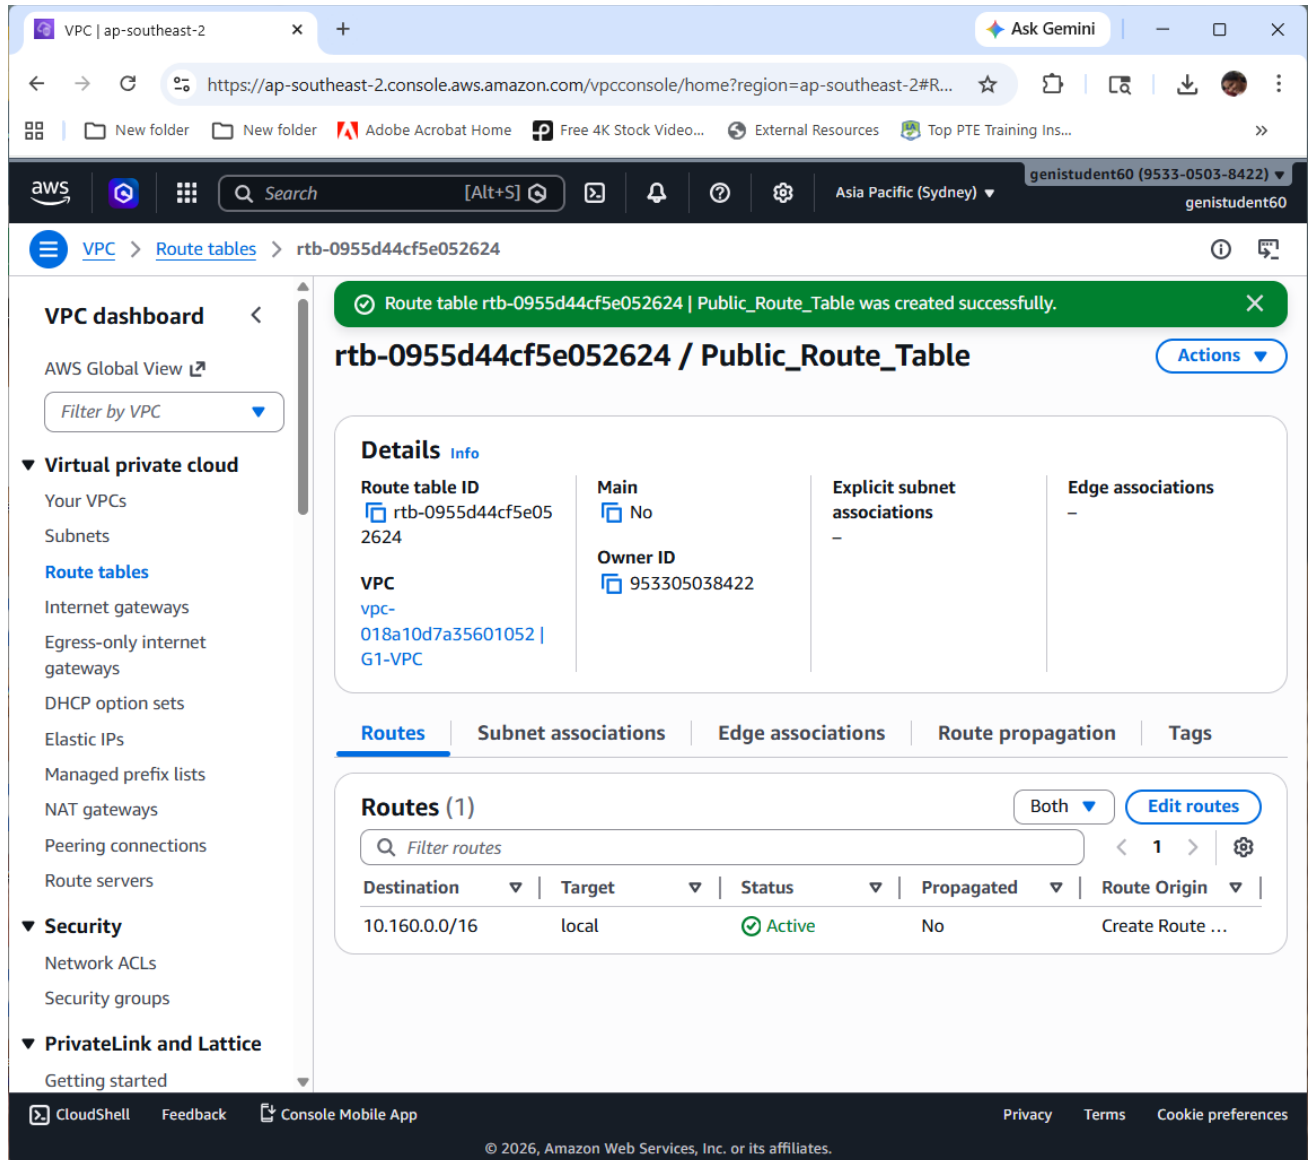 VPC | ap-southeast-2
Ask Gemini
https://ap-southeast-2.console.aws.amazon.com/vpcconsole/home?region=ap-southeast-2#R...
New folder New folder Adobe Acrobat Home Free 4K Stock Video... External Resources Top PTE Training Ins...
aws Search [Alt+S] Asia Pacific (Sydney) genistudent60 (9533-0503-8422)
genistudent60
VPC Route tables rtb-0955d44cf5e052624
VPC dashboard
AWS Global View
Filter by VPC
Virtual private cloud
Your VPCs
Subnets
Route tables
Internet gateways
Egress-only internet
gateways
DHCP option sets
Elastic IPs
Managed prefix lists
NAT gateways
Peering connections
Route servers
Security
Network ACLs
Security groups
PrivateLink and Lattice
Getting started
Route table rtb-0955d44cf5e052624 | Public_Route_Table was created successfully.
rtb-0955d44cf5e052624 / Public_Route_Table
Actions
Details Info
Route table ID
rtb-0955d44cf5e05
2624
VPC
vpc-
018a10d7a35601052 |
G1-VPC
Main
No
Owner ID
953305038422
Explicit subnet
associations
–
Edge associations
–
Routes Subnet associations Edge associations Route propagation Tags
Routes (1)
Both
Edit routes
Filter routes
1
Destination Target Status Propagated Route Origin
10.160.0.0/16 local Active No Create Route ...
CloudShell Feedback Console Mobile App Privacy Terms Cookie preferences
© 2026, Amazon Web Services, Inc. or its affiliates.